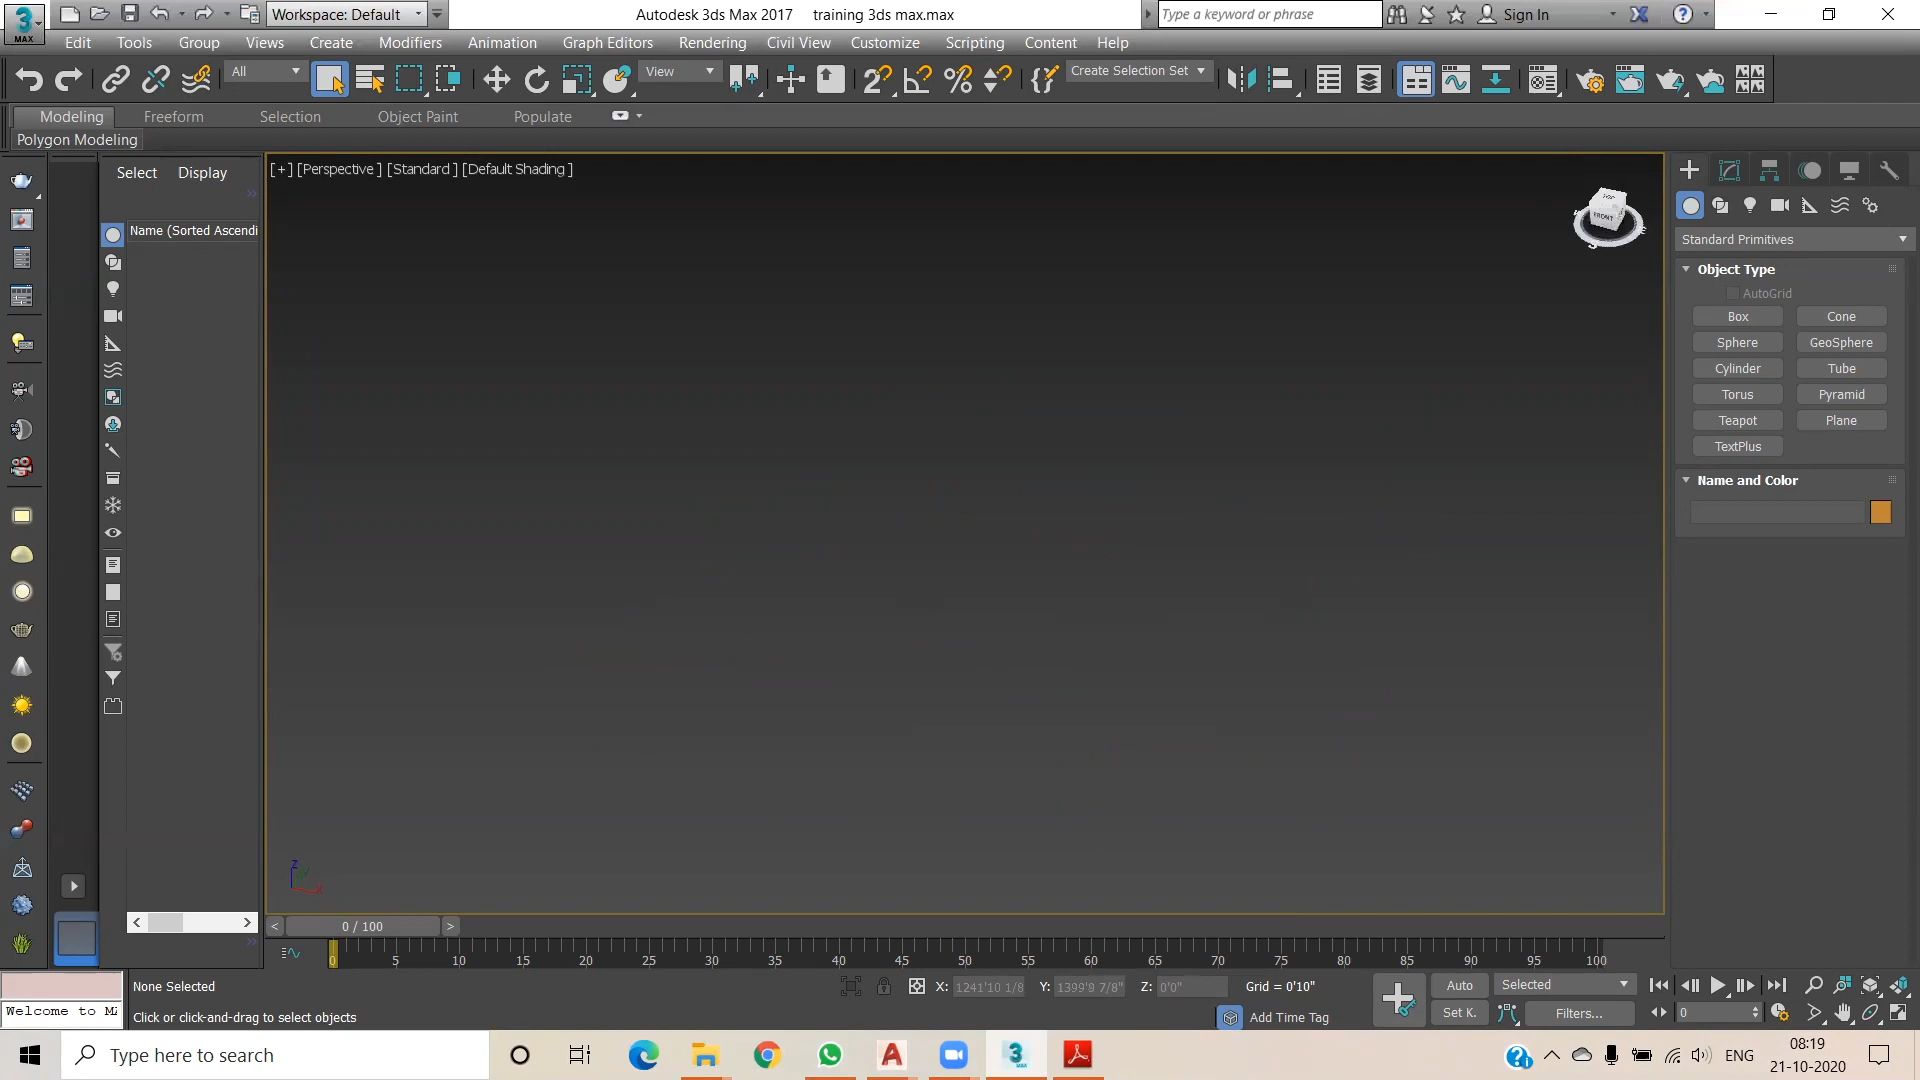 Workspace: Default
Autodesk 3ds Max 2017 training 3ds max.max
Type a keyword or phrase
Sign In
MAX
Edit Tools Group Views Create Modifiers Animation Graph Editors Rendering Civil View Customize Scripting Content Help
All
View
Create Selection Set
Modeling Freeform Selection Object Paint Populate
Polygon Modeling
Select Display
Name (Sorted Ascendi
[+] [Perspective] [Standard] [Default Shading]
TOP
FRONT
Standard Primitives
Object Type
AutoGrid
Box Cone
Sphere GeoSphere
Cylinder Tube
Torus Pyramid
Teapot Plane
TextPlus
Name and Color
z
x
0 / 100
0 5 10 15 20 25 30 35 40 45 50 55 60 65 70 75 80 85 90 95 100
None Selected
X: 1241'10 1/8 Y: 1399'9 7/8" Z: 0'0" Grid = 0'10"
Auto Selected
Welcome to MA
Click or click-and-drag to select objects
Add Time Tag
Set K. Filters... 0
Type here to search
ENG
08:19
21-10-2020